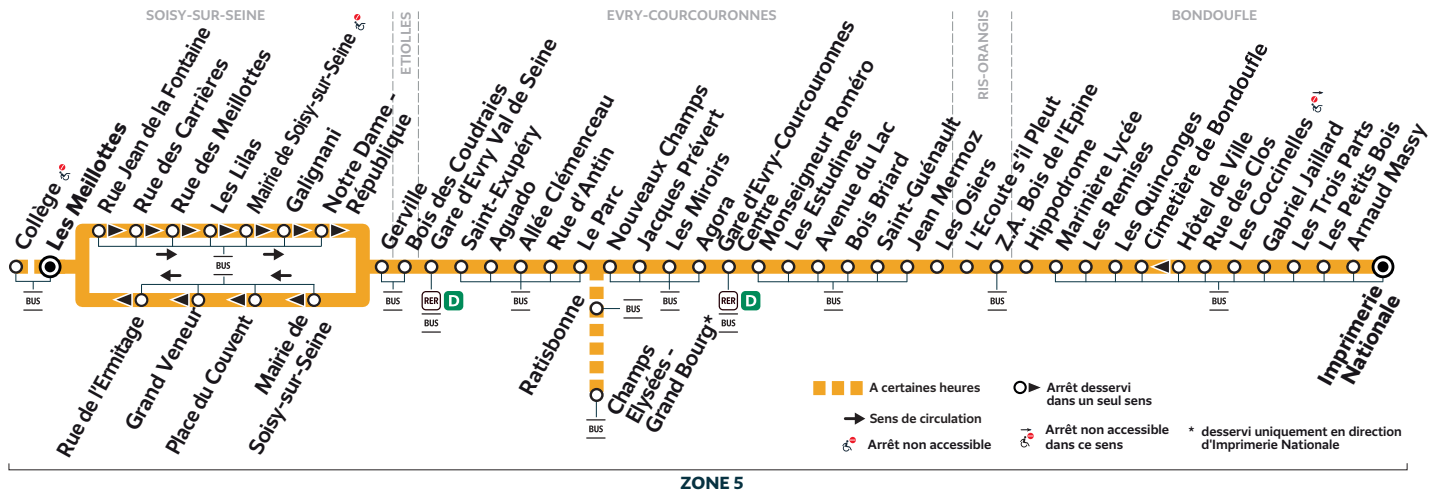 SOISY-SUR-SEINE
ETIOLLES
EVRY-COURCOURONNES
RIS-ORANGIS
BONDOUFLE
Collège
Les Meillottes
Rue Jean de la Fontaine
Rue des Carrières
Rue des Meillottes
Les Lilas
Mairie de Soisy-sur-Seine
Galignani
Notre Dame -
République
BUS
BUS
Rue de l'Ermitage
Grand Veneur
Place du Couvent
Mairie de
Soisy-sur-Seine
Gerville
Bois des Coudraies
Gare d'Evry Val de Seine
Saint-Exupéry
Aguado
Allée Clémenceau
Rue d'Antin
Le Parc
Nouveaux Champs
Jacques Prévert
Les Miroirs
Agora
Gare d'Evry-Courcouronnes
Centre
Monseigneur Roméro
Les Estudines
Avenue du Lac
Bois Briard
Saint-Guénault
Jean Mermoz
Les Osiers
L'Ecoute s'il Pleut
Z.A. Bois de l'Epine
Hippodrome
Marinière Lycée
Les Remises
Les Quinconges
Cimetière de Bondoufle
Hôtel de Ville
Rue des Clos
Les Coccinelles
Gabriel Jaillard
Les Trois Parts
Les Petits Bois
Arnaud Massy
Imprimerie
Nationale
BUS
RER D
BUS
BUS
BUS
BUS
RER D
BUS
BUS
BUS
BUS
Ratisbonne
Champs
Elysées -
Grand Bourg*
BUS
A certaines heures
Sens de circulation
Arrêt non accessible
Arrêt desservi
dans un seul sens
Arrêt non accessible
dans ce sens
* desservi uniquement en direction
d'Imprimerie Nationale
ZONE 5